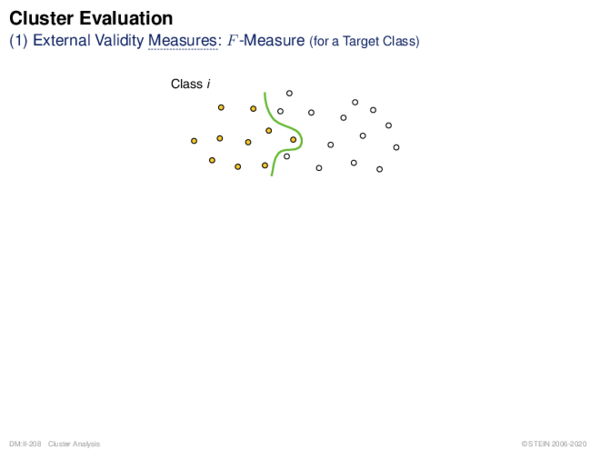 Cluster Evaluation
(1) External Validity Measures: F-Measure (for a Target Class)
Class i
DM:II-208 Cluster Analysis
©STEIN 2006-2020